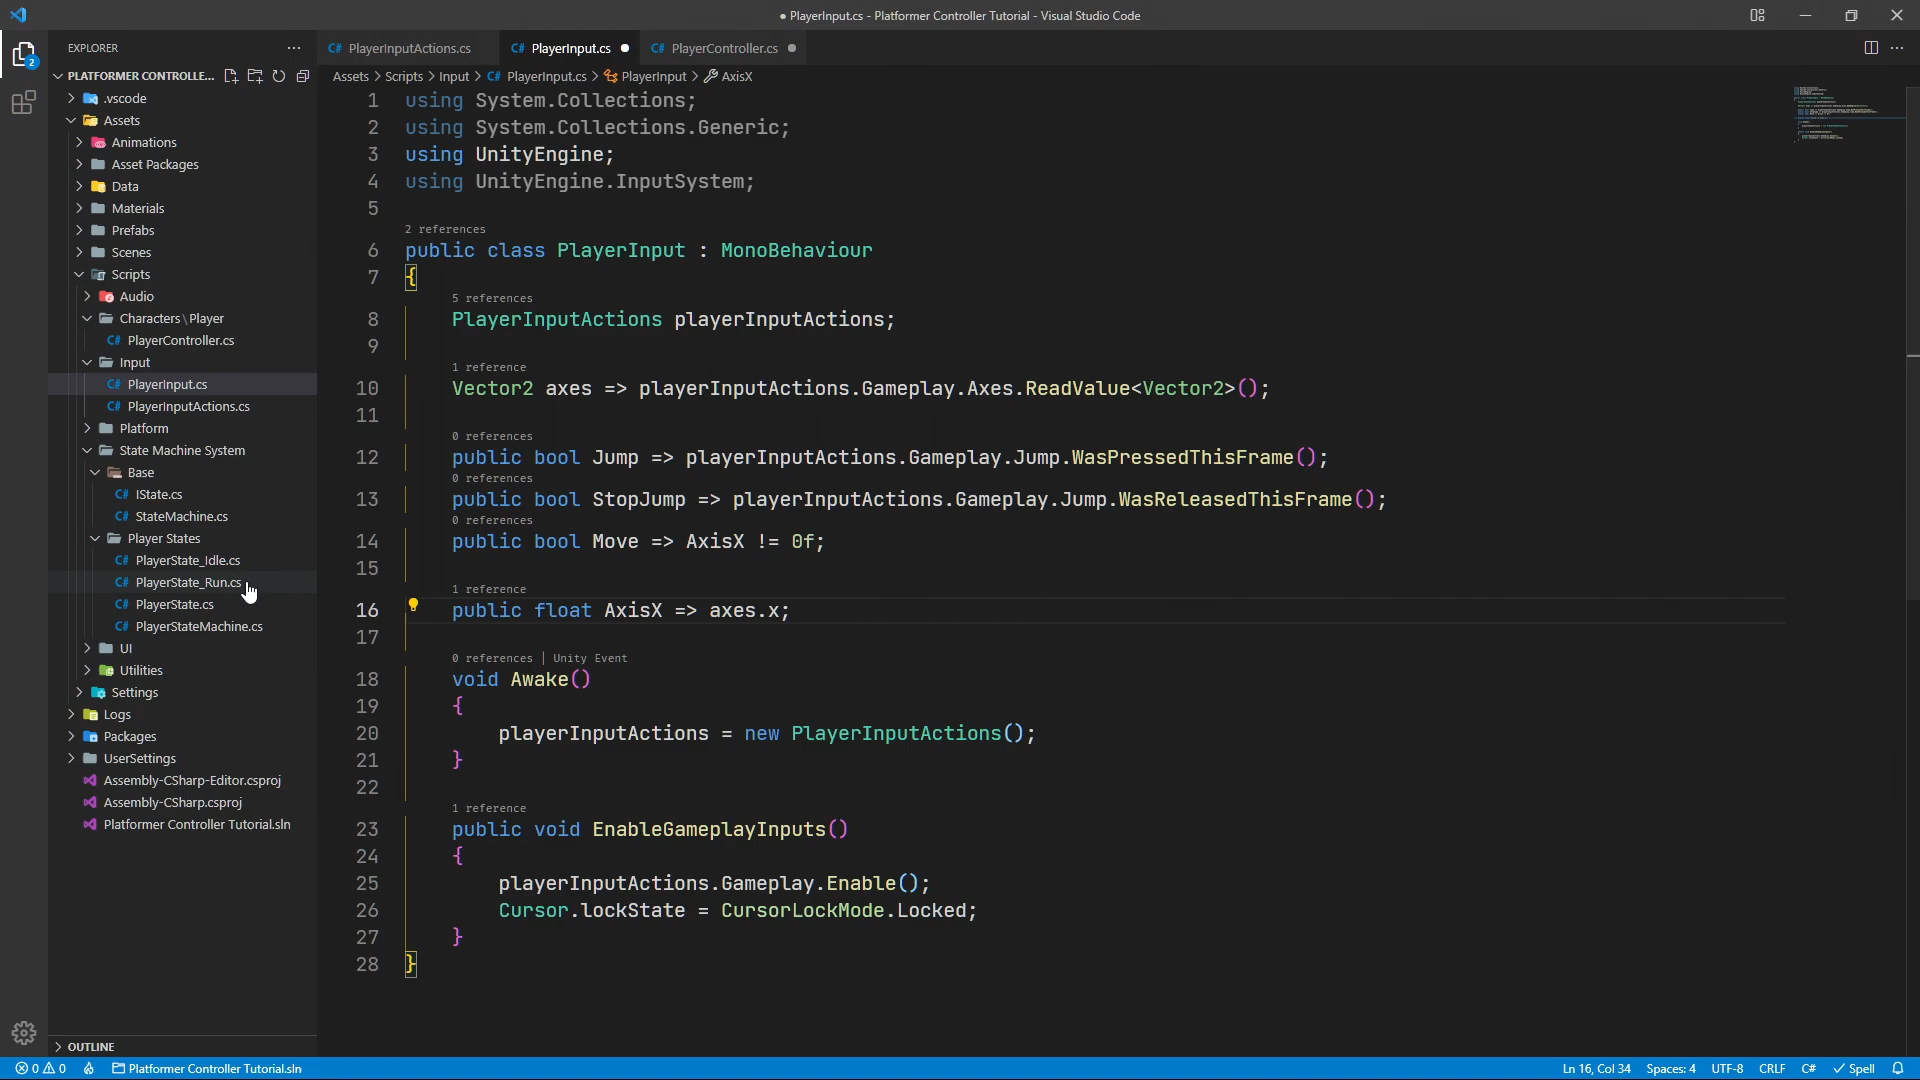 ● PlayerInput.cs - Platformer Controller Tutorial - Visual Studio Code
EXPLORER
PLATFORMER CONTROLLE...
.vscode
Assets
Animations
Asset Packages
Data
Materials
Prefabs
Scenes
Scripts
Audio
Characters\Player
C# PlayerController.cs
Input
C# PlayerInput.cs
C# PlayerInputActions.cs
Platform
State Machine System
Base
C# IState.cs
C# StateMachine.cs
Player States
C# PlayerState_Idle.cs
C# PlayerState_Run.cs
C# PlayerState.cs
C# PlayerStateMachine.cs
UI
Utilities
Settings
Logs
Packages
UserSettings
Assembly-CSharp-Editor.csproj
Assembly-CSharp.csproj
Platformer Controller Tutorial.sln
OUTLINE
2
C# PlayerInputActions.cs C# PlayerInput.cs ● C# PlayerController.cs ●
Assets > Scripts > Input > C# PlayerInput.cs > PlayerInput > AxisX
1 using System.Collections;
2 using System.Collections.Generic;
3 using UnityEngine;
4 using UnityEngine.InputSystem;
5
2 references
6 public class PlayerInput : MonoBehaviour
7 {
5 references
8 PlayerInputActions playerInputActions;
9
1 reference
10 Vector2 axes => playerInputActions.Gameplay.Axes.ReadValue<Vector2>();
11
0 references
12 public bool Jump => playerInputActions.Gameplay.Jump.WasPressedThisFrame();
0 references
13 public bool StopJump => playerInputActions.Gameplay.Jump.WasReleasedThisFrame();
0 references
14 public bool Move => AxisX != 0f;
15
1 reference
16 public float AxisX => axes.x;
17
0 references | Unity Event
18 void Awake()
19 {
20 playerInputActions = new PlayerInputActions();
21 }
22
1 reference
23 public void EnableGameplayInputs()
24 {
25 playerInputActions.Gameplay.Enable();
26 Cursor.lockState = CursorLockMode.Locked;
27 }
28 }
0 0 Platformer Controller Tutorial.sln Ln 16, Col 34 Spaces: 4 UTF-8 CRLF C# Spell